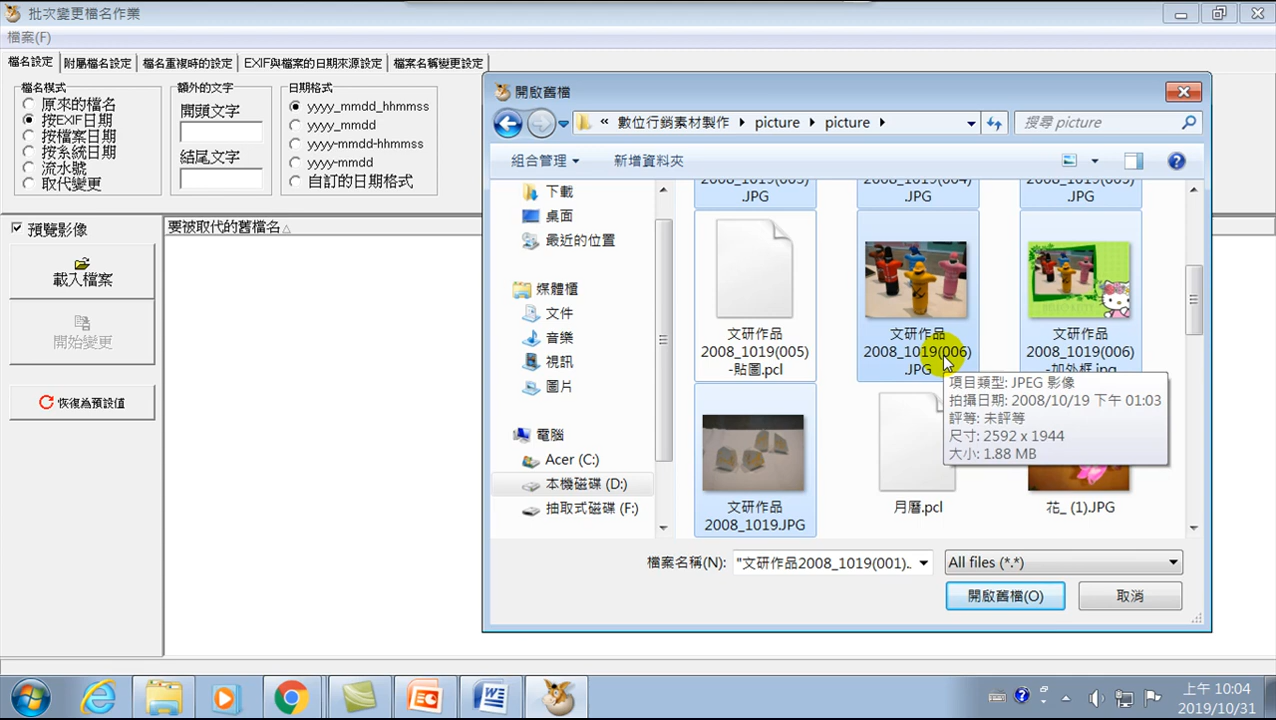 批次變更檔名作業
檔案(F)
檔名設定
附屬檔名設定
檔名重複時的設定
EXIF與檔案的日期來源設定
檔案名稱變更設定
檔名模式
原來的檔名
按EXIF日期
按檔案日期
按系統日期
流水號
取代變更
額外的文字
開頭文字
結尾文字
日期格式
yyyy_mmdd_hhmmss
yyyy_mmdd
yyyy-mmdd-hhmmss
yyyy-mmdd
自訂的日期格式
預覽影像
載入檔案
開始變更
恢復為預設值
要被取代的舊檔名
開啟舊檔
« 數位行銷素材製作 picture picture
搜尋 picture
組合管理
新增資料夾
下載
桌面
最近的位置
媒體櫃
文件
音樂
視訊
圖片
電腦
Acer (C:)
本機磁碟 (D:)
抽取式磁碟 (F:)
.JPG
.JPG
.JPG
文研作品
2008_1019(005)
-貼圖.pcl
文研作品
2008_1019(006)
.JPG
文研作品
2008_1019(006)
-加外框.jpg
項目類型: JPEG 影像
拍攝日期: 2008/10/19 下午 01:03
評等: 未評等
尺寸: 2592 x 1944
大小: 1.88 MB
文研作品
2008_1019.JPG
月曆.pcl
花_ (1).JPG
檔案名稱(N):
"文研作品2008_1019(001).
All files (*.*)
開啟舊檔(O)
取消
上午 10:04
2019/10/31